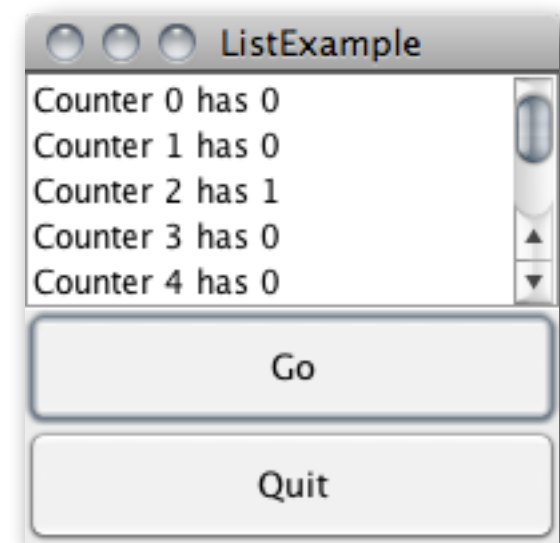 ListExample
Counter 0 has 0
Counter 1 has 0
Counter 2 has 1
Counter 3 has 0
Counter 4 has 0
Go
Quit